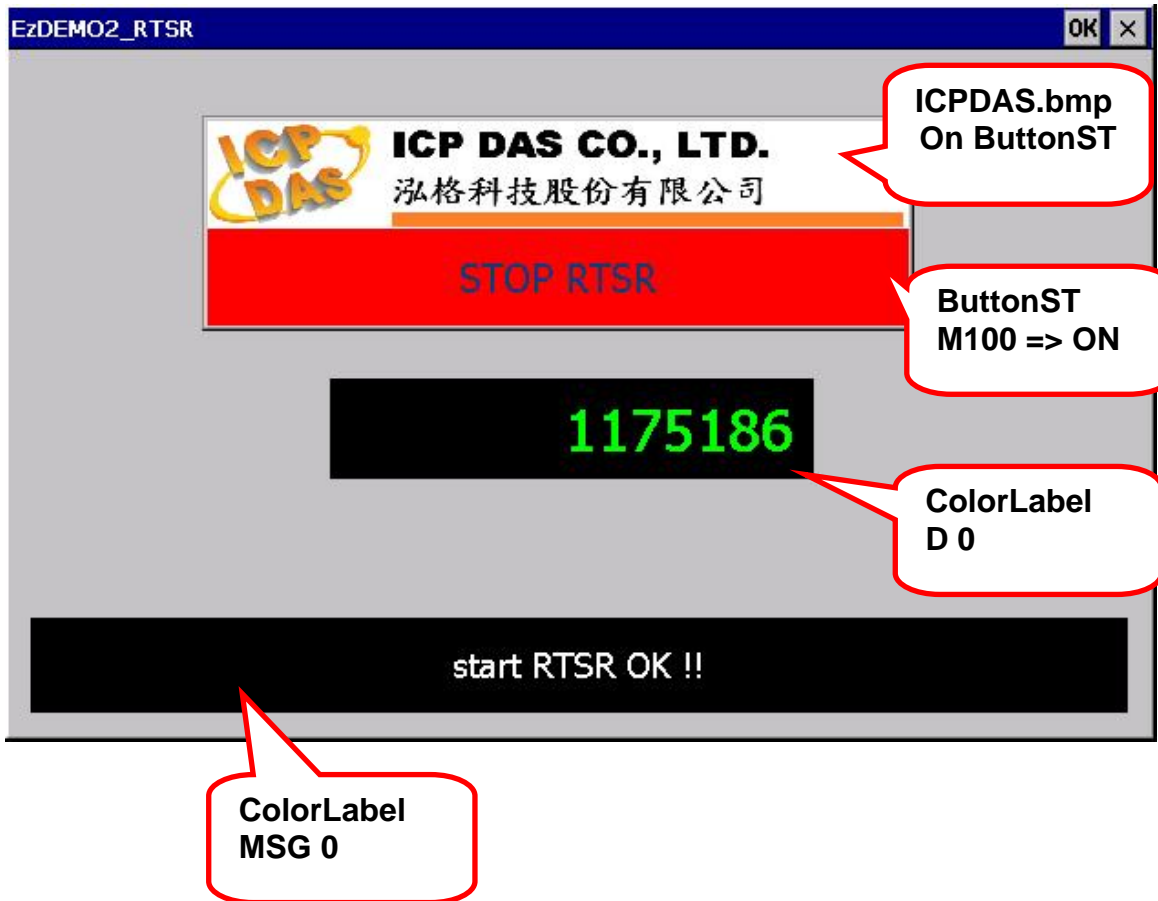 EzDEMO2_RTSR
OK ×
ICPDAS.bmp
On ButtonST
ICP DAS
ICP DAS CO., LTD.
泓格科技股份有限公司
STOP RTSR
ButtonST
M100 => ON
1175186
ColorLabel
D 0
start RTSR OK !!
ColorLabel
MSG 0